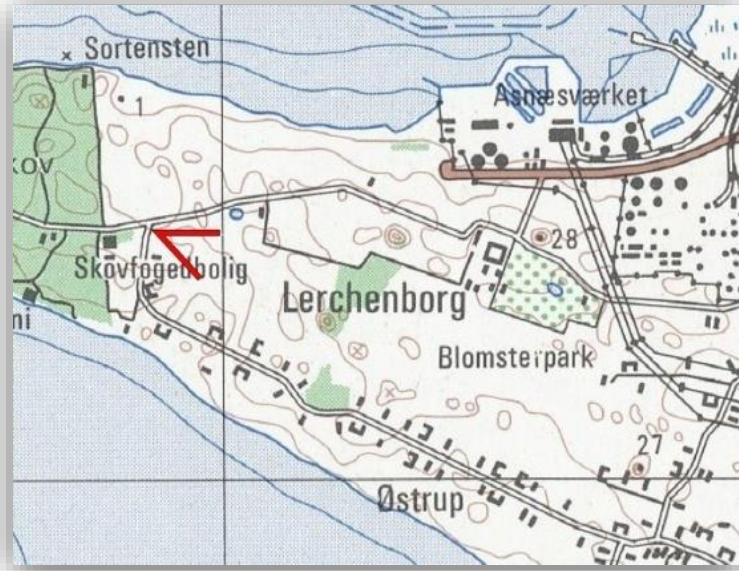 Sortensten
1
Asnæsværket
kov
28
Skovfogedbolig
Lerchenborg
ni
Blomsterpark
27
Østrup